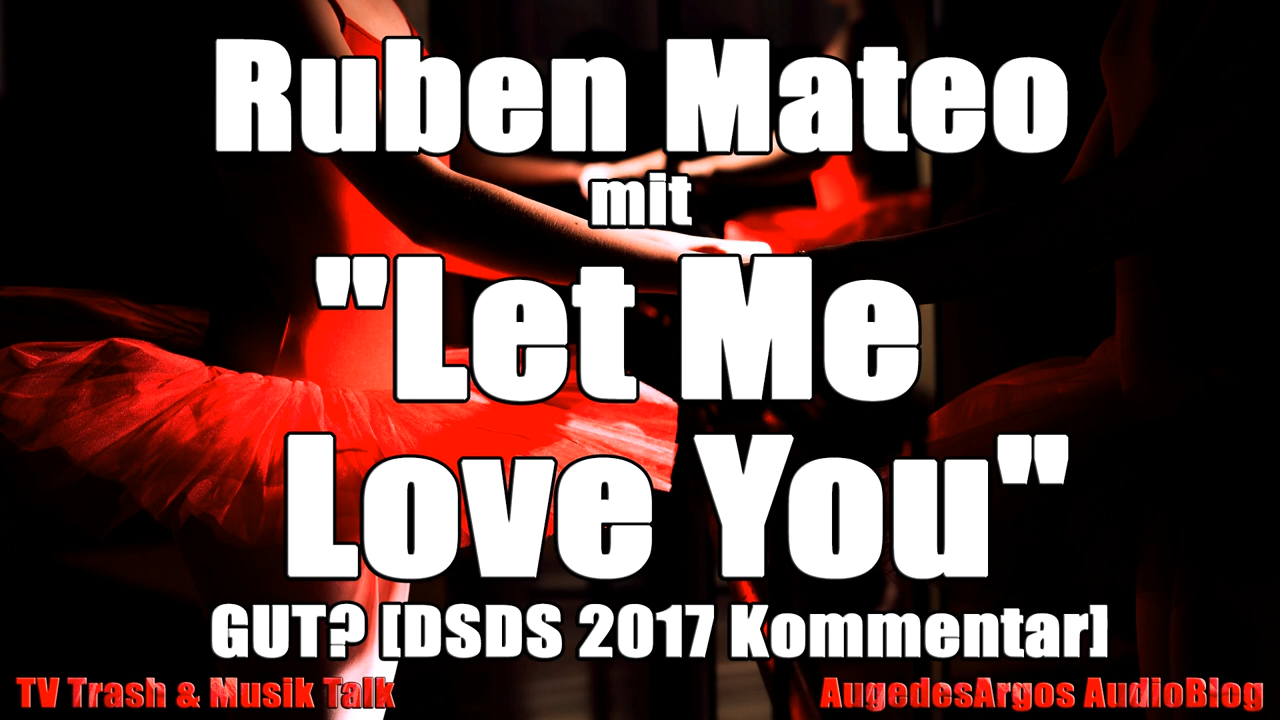 Ruben Mateo
mit
"Let Me
Love You"
GUT? [DSDS 2017 Kommentar]
TV Trash & Musik Talk
AugedesArgos AudioBlog